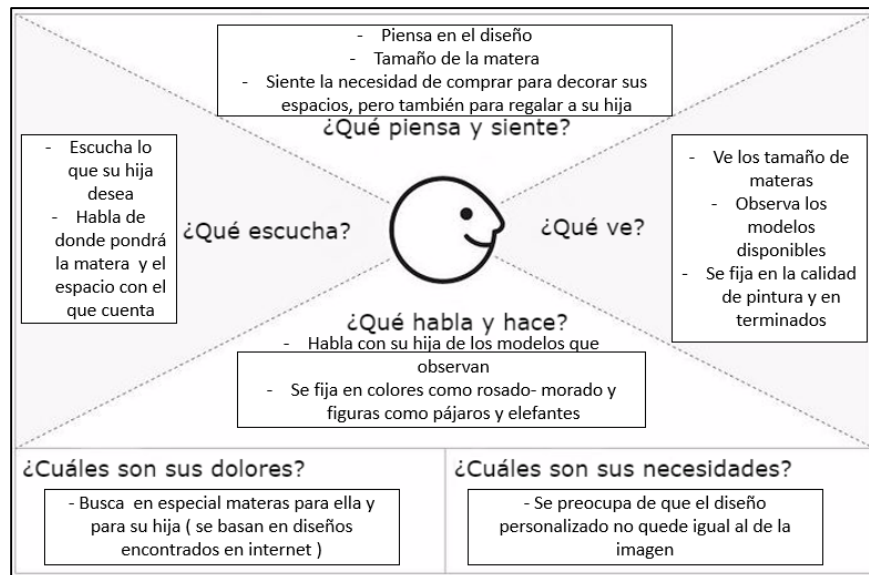 - Piensa en el diseño
- Tamaño de la matera
- Siente la necesidad de comprar para decorar sus
espacios, pero también para regalar a su hija
¿Qué piensa y siente?
- Escucha lo
que su hija
desea
- Habla de
donde pondrá
la matera y el
espacio con el
que cuenta
¿Qué escucha?
¿Qué ve?
- Ve los tamaño de
materas
- Observa los
modelos
disponibles
- Se fija en la calidad
de pintura y en
terminados
¿Qué habla y hace?
- Habla con su hija de los modelos que
observan
- Se fija en colores como rosado- morado y
figuras como pájaros y elefantes
¿Cuáles son sus dolores?
- Busca en especial materas para ella y
para su hija ( se basan en diseños
encontrados en internet )
¿Cuáles son sus necesidades?
- Se preocupa de que el diseño
personalizado no quede igual al de la
imagen